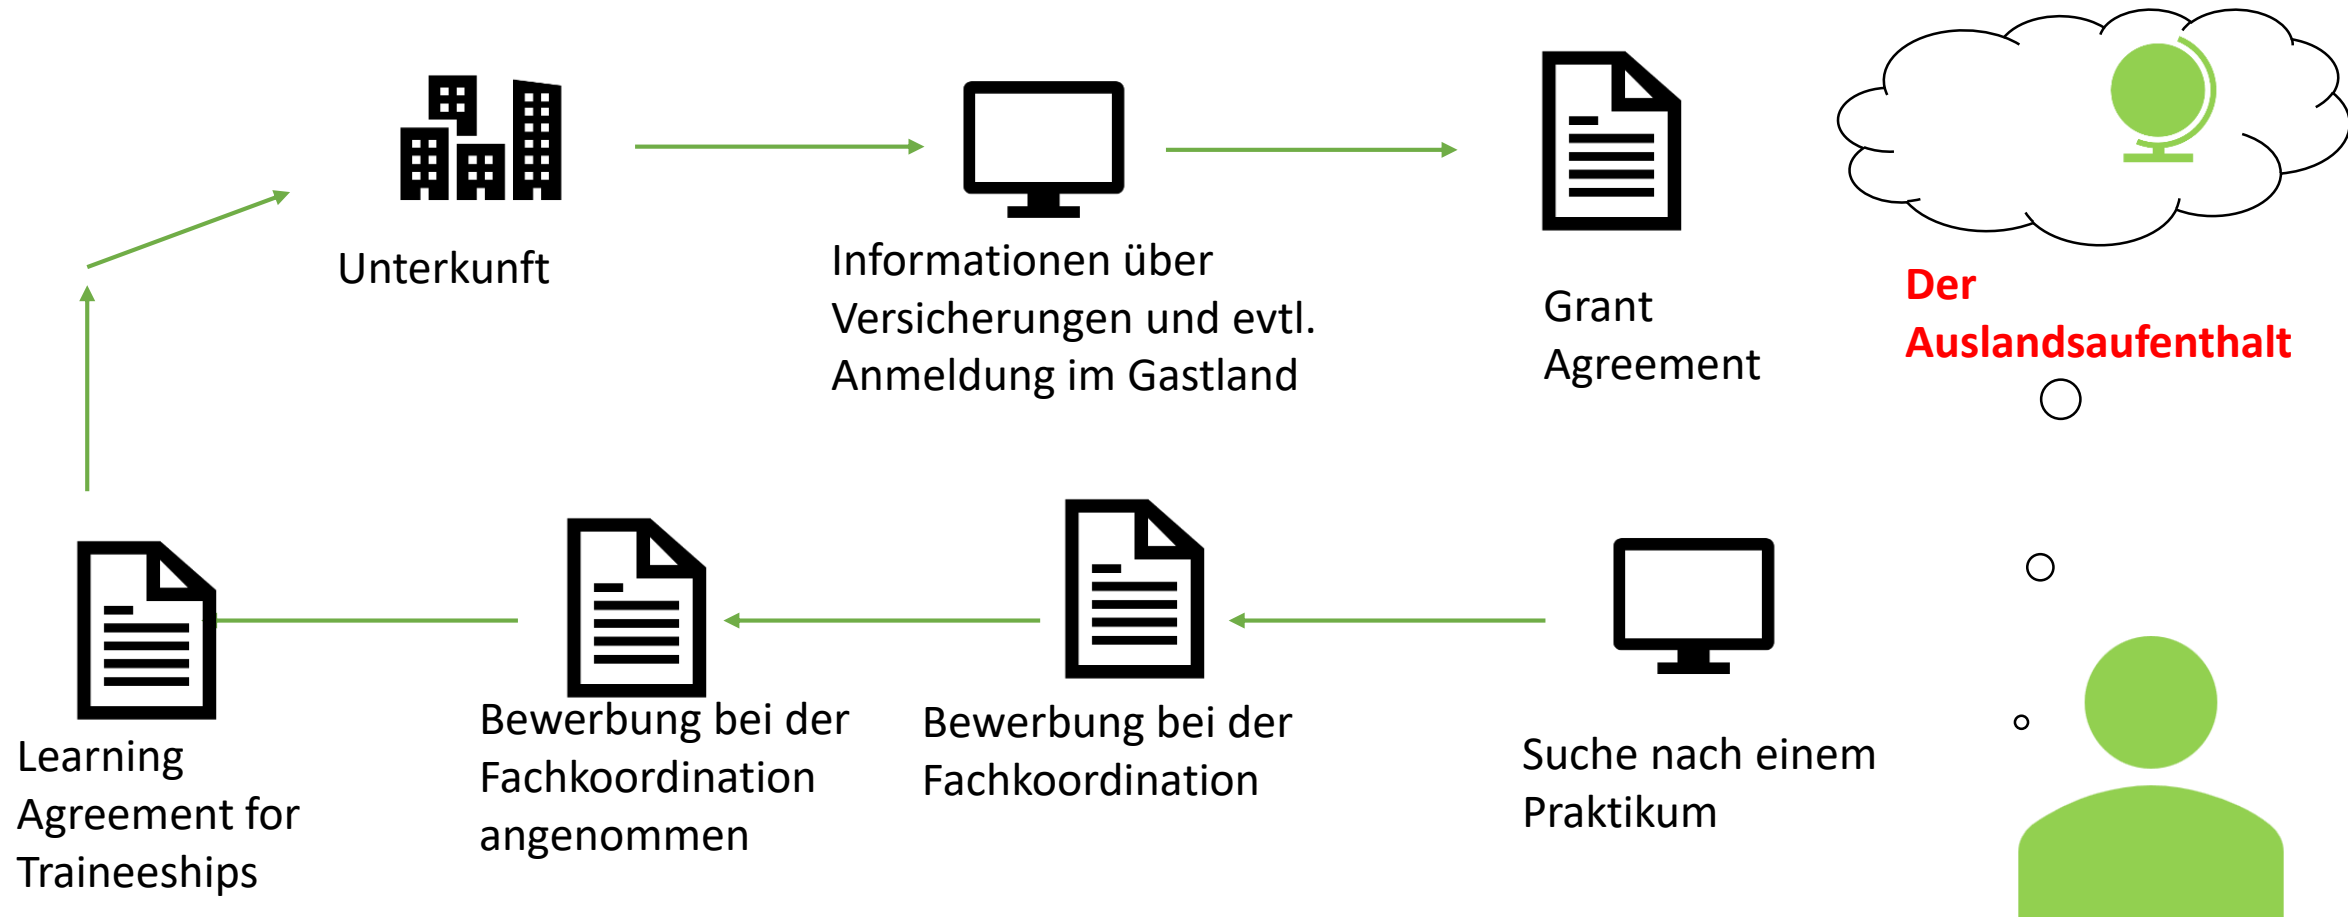 Unterkunft
Informationen über
Versicherungen und evtl.
Anmeldung im Gastland
Grant
Agreement
Der
Auslandsaufenthalt
Learning
Agreement for
Traineeships
Bewerbung bei der
Fachkoordination
angenommen
Bewerbung bei der
Fachkoordination
Suche nach einem
Praktikum